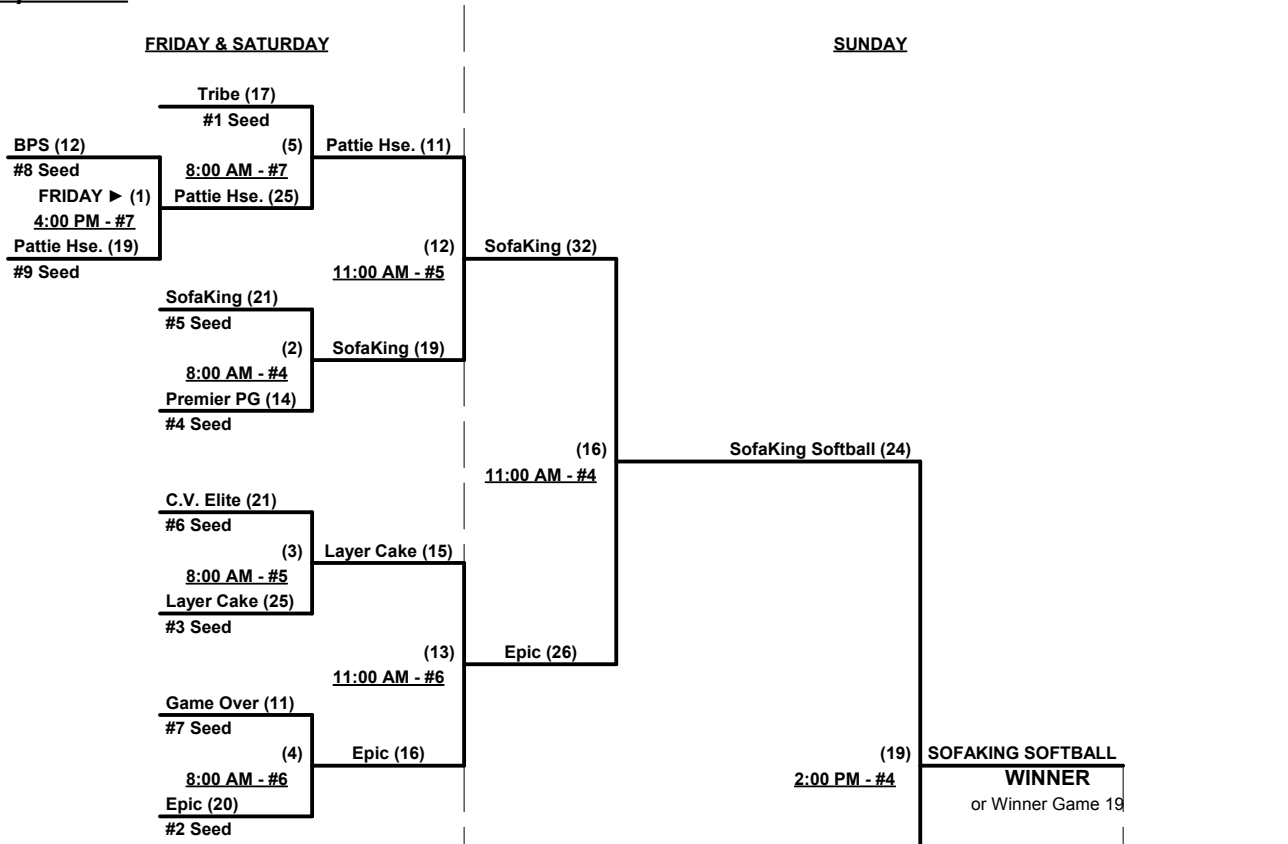 FRIDAY & SATURDAY
SUNDAY
Tribe (17)
#1 Seed
BPS (12)
(5)
Pattie Hse. (11)
#8 Seed
8:00 AM - #7
FRIDAY ► (1)
Pattie Hse. (25)
4:00 PM - #7
Pattie Hse. (19)
(12)
SofaKing (32)
#9 Seed
11:00 AM - #5
SofaKing (21)
#5 Seed
(2)
SofaKing (19)
8:00 AM - #4
Premier PG (14)
#4 Seed
(16)
SofaKing Softball (24)
11:00 AM - #4
C.V. Elite (21)
#6 Seed
(3)
Layer Cake (15)
8:00 AM - #5
Layer Cake (25)
#3 Seed
(13)
Epic (26)
11:00 AM - #6
Game Over (11)
#7 Seed
(4)
Epic (16)
(19)
SOFAKING SOFTBALL
8:00 AM - #6
2:00 PM - #4
WINNER
Epic (20)
or Winner Game 19
#2 Seed